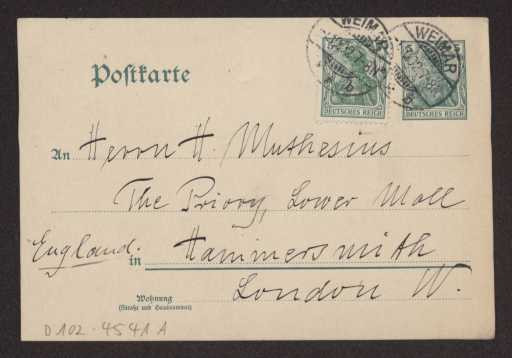 WEIMAR
WEIMAR
Postkarte
DEUTSCHES REICH
DEUTSCHES REICH
An Herrn H. Muthesius
The Priory, Lower Mall
England. in Hammersmith
London W.
Wohnung
(Straße und Hausnummer)
D 102 - 4541 A